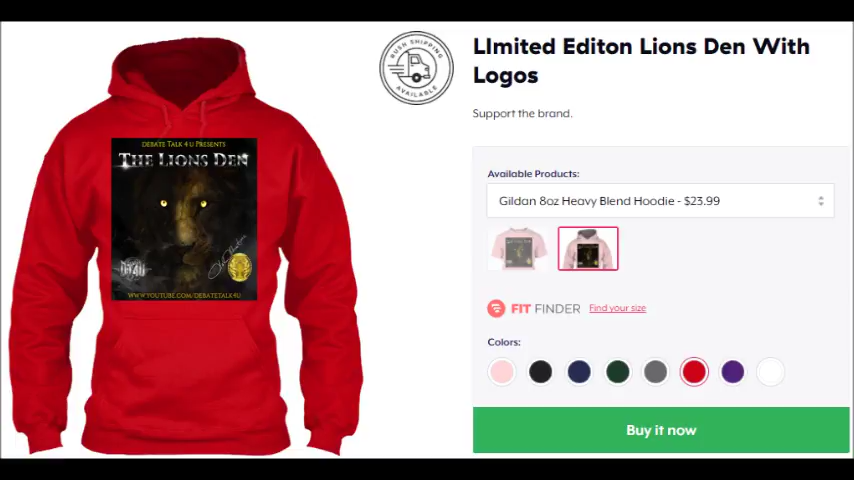 DEBATE TALK 4 U PRESENTS
THE LIONS DEN
WWW.YOUTUBE.COM/DEBATETALK4U
RUSH SHIPPING
AVAILABLE
LImited Editon Lions Den With
Logos
Support the brand.
Available Products:
Gildan 8oz Heavy Blend Hoodie - $23.99
FIT FINDER Find your size
Colors:
Buy it now